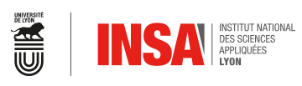 UNIVERSITÉ
DE LYON
INSA
INSTITUT NATIONAL
DES SCIENCES
APPLIQUÉES
LYON